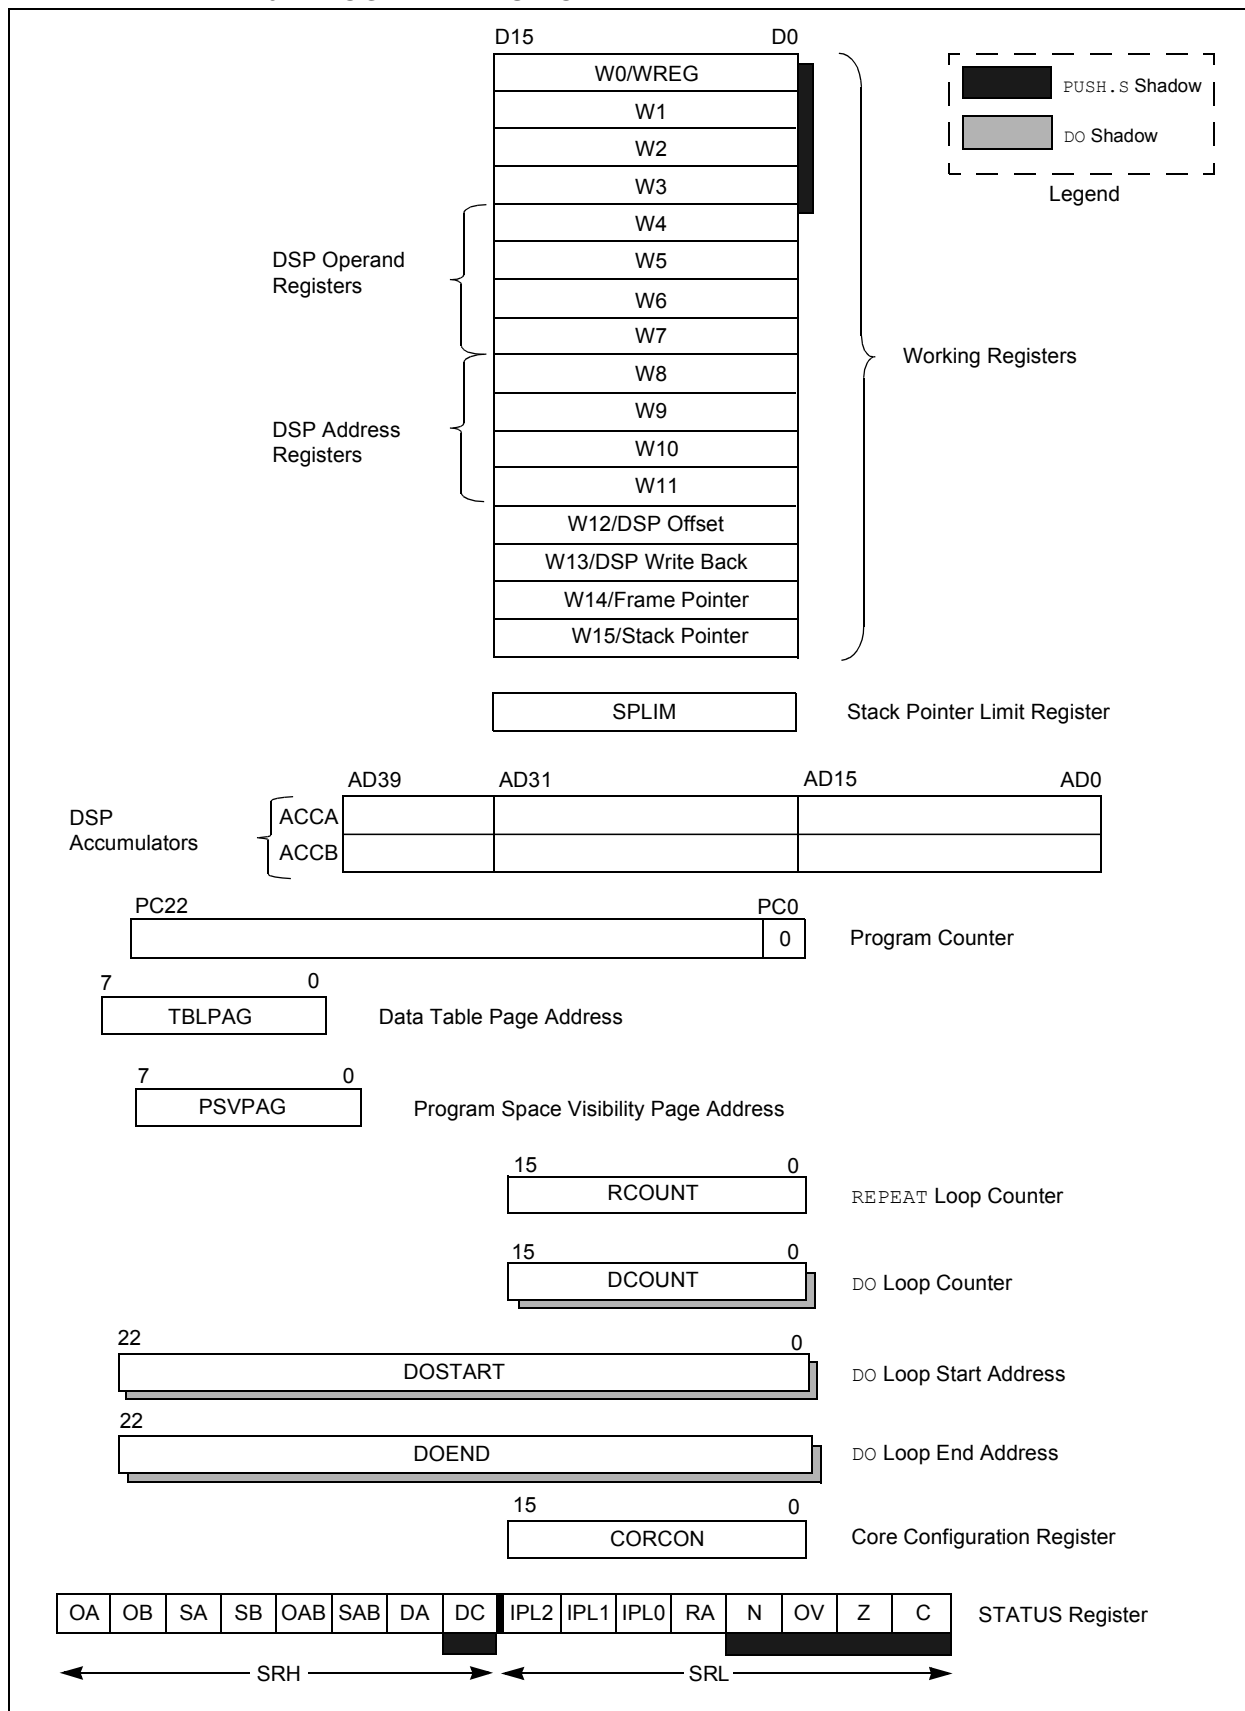 D15 D0
W0/WREG
W1
W2
W3
W4
W5
W6
W7
W8
W9
W10
W11
W12/DSP Offset
W13/DSP Write Back
W14/Frame Pointer
W15/Stack Pointer
PUSH.S Shadow
DO Shadow
Legend
DSP Operand
Registers
DSP Address
Registers
Working Registers
SPLIM Stack Pointer Limit Register
AD39 AD31 AD15 AD0
DSP
Accumulators
ACCA
ACCB
PC22 PC0
0 Program Counter
7 0
TBLPAG Data Table Page Address
7 0
PSVPAG Program Space Visibility Page Address
15 0
RCOUNT REPEAT Loop Counter
15 0
DCOUNT DO Loop Counter
22 0
DOSTART DO Loop Start Address
22
DOEND DO Loop End Address
15 0
CORCON Core Configuration Register
OA OB SA SB OAB SAB DA DC IPL2 IPL1 IPL0 RA N OV Z C STATUS Register
SRH SRL